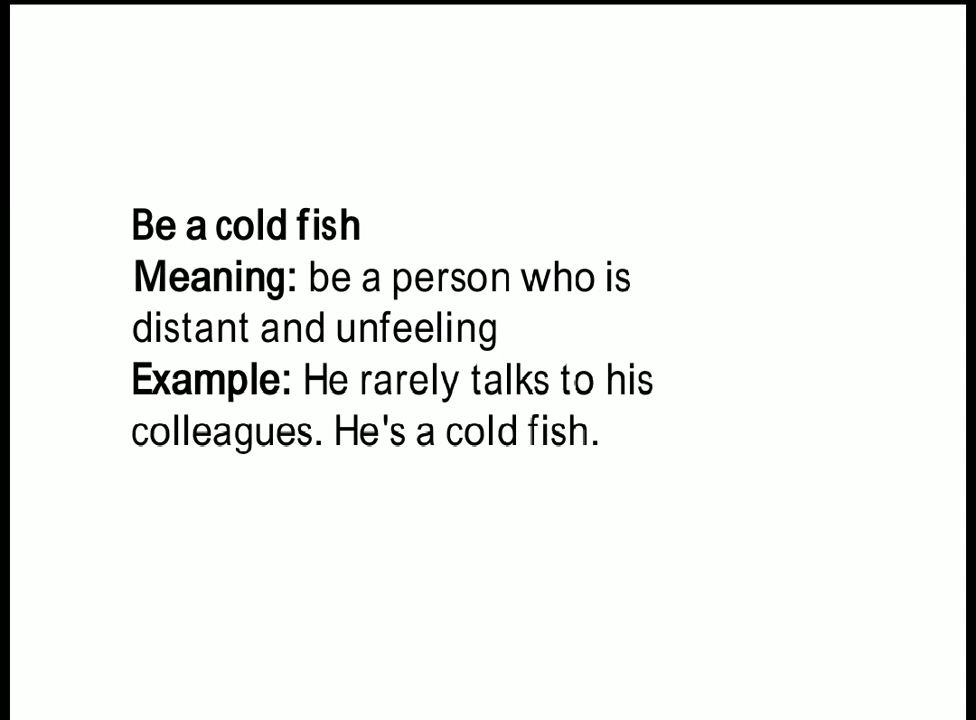 Be a cold fish
Meaning: be a person who is
distant and unfeeling
Example: He rarely talks to his
colleagues. He's a cold fish.